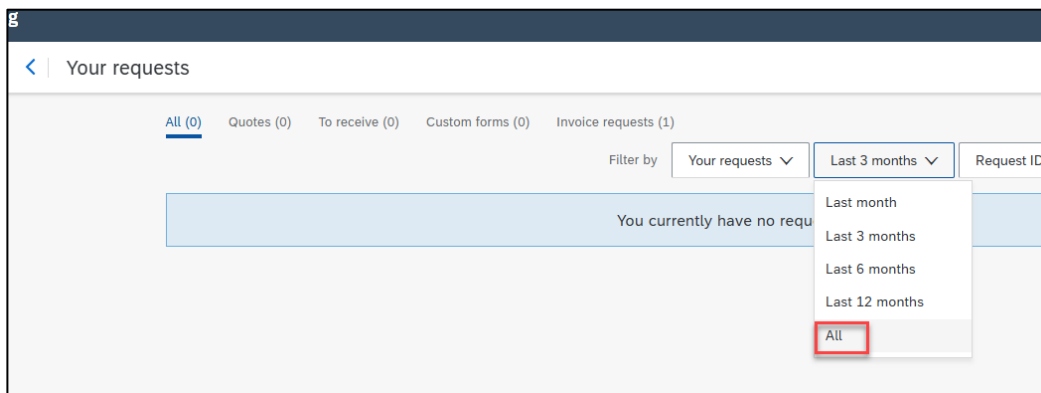 g
Your requests
All (0) Quotes (0) To receive (0) Custom forms (0) Invoice requests (1)
Filter by Your requests Last 3 months Request ID
You currently have no requ
Last month
Last 3 months
Last 6 months
Last 12 months
All